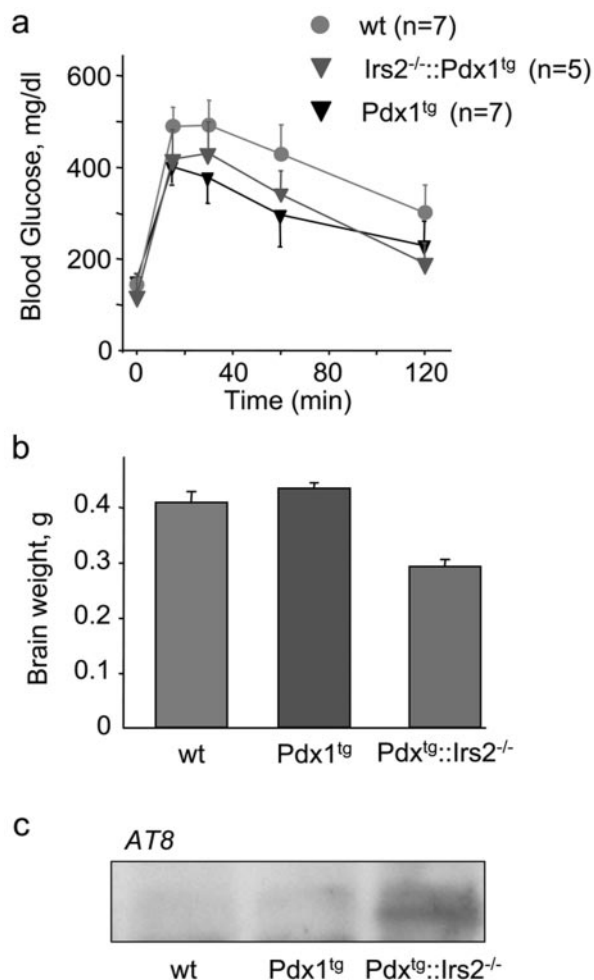 a
wt (n=7)
Irs2⁻/⁻::Pdx1ᵗᵍ (n=5)
Pdx1ᵗᵍ (n=7)
Blood Glucose, mg/dl
600
400
200
0
0 40 80 120
Time (min)
b
Brain weight, g
0.4
0.3
0.2
0.1
0
wt Pdx1ᵗᵍ Pdxᵗᵍ::Irs2⁻/⁻
c
AT8
wt Pdx1ᵗᵍ Pdxᵗᵍ::Irs2⁻/⁻